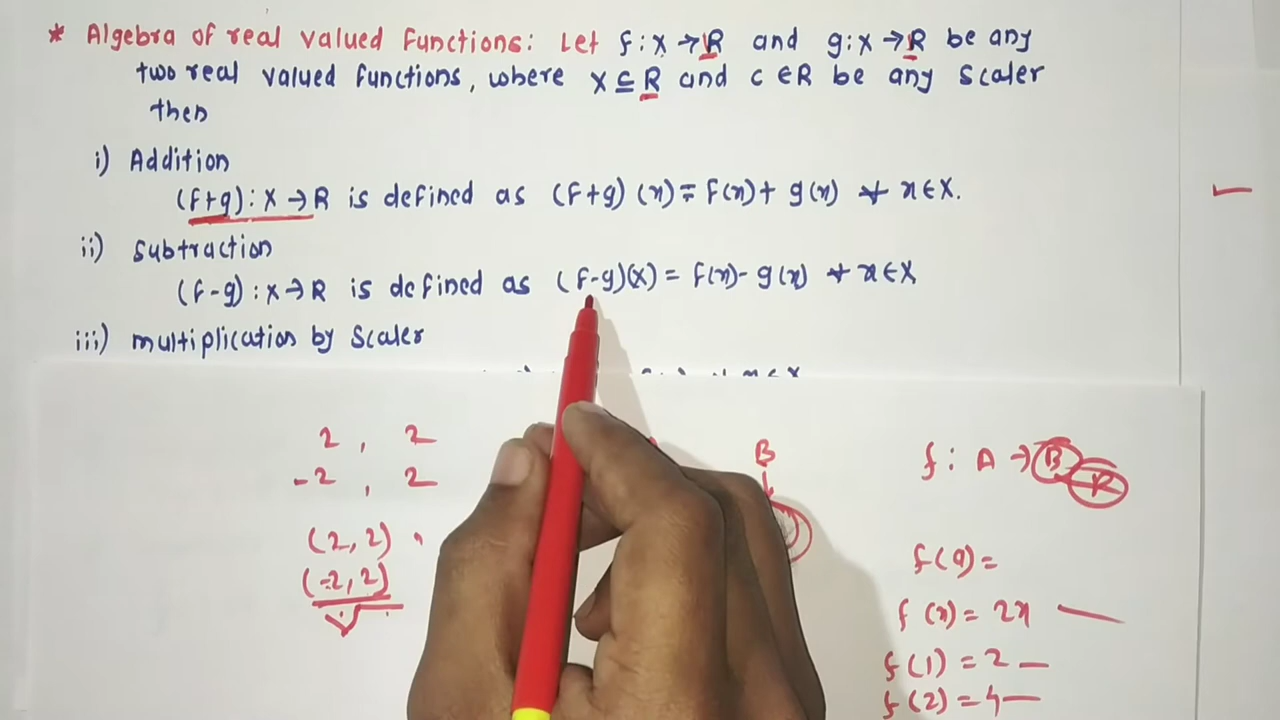 * Algebra of real valued Functions: Let f: X → R and g: X → R be any
two real valued functions, where X ⊆ R and c ∈ R be any Scaler
then
i) Addition
(f+g): X → R is defined as (f+g)(x) = f(x) + g(x) ∀ x ∈ X.
ii) Subtraction
(f-g): X → R is defined as (f-g)(x) = f(x) - g(x) ∀ x ∈ X
iii) multiplication by Scaler
2 , 2
-2 , 2
(2, 2)
(-2, 2)
B
f: A → B R
f(a) =
f(x) = 2x
f(1) = 2
f(2) = 4